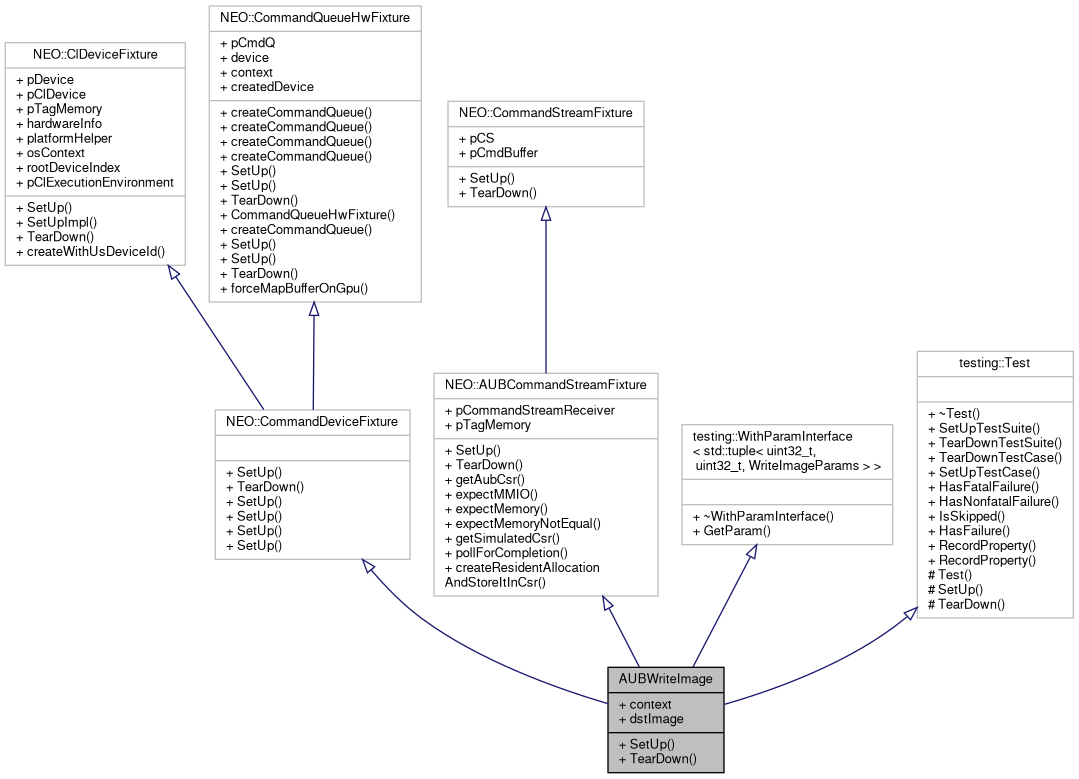 NEO::ClDeviceFixture
+ pDevice
+ pClDevice
+ pTagMemory
+ hardwareInfo
+ platformHelper
+ osContext
+ rootDeviceIndex
+ pClExecutionEnvironment
+ SetUp()
+ SetUpImpl()
+ TearDown()
+ createWithUsDeviceId()
NEO::CommandQueueHwFixture
+ pCmdQ
+ device
+ context
+ createdDevice
+ createCommandQueue()
+ createCommandQueue()
+ createCommandQueue()
+ createCommandQueue()
+ SetUp()
+ SetUp()
+ TearDown()
+ CommandQueueHwFixture()
+ createCommandQueue()
+ SetUp()
+ SetUp()
+ TearDown()
+ forceMapBufferOnGpu()
NEO::CommandStreamFixture
+ pCS
+ pCmdBuffer
+ SetUp()
+ TearDown()
NEO::CommandDeviceFixture
+ SetUp()
+ TearDown()
+ SetUp()
+ SetUp()
+ SetUp()
+ SetUp()
NEO::AUBCommandStreamFixture
+ pCommandStreamReceiver
+ pTagMemory
+ SetUp()
+ TearDown()
+ getAubCsr()
+ expectMMIO()
+ expectMemory()
+ expectMemoryNotEqual()
+ getSimulatedCsr()
+ pollForCompletion()
+ createResidentAllocation
AndStoreItInCsr()
testing::WithParamInterface
< std::tuple< uint32_t,
uint32_t, WriteImageParams > >
+ ~WithParamInterface()
+ GetParam()
testing::Test
+ ~Test()
+ SetUpTestSuite()
+ TearDownTestSuite()
+ TearDownTestCase()
+ SetUpTestCase()
+ HasFatalFailure()
+ HasNonfatalFailure()
+ IsSkipped()
+ HasFailure()
+ RecordProperty()
+ RecordProperty()
# Test()
# SetUp()
# TearDown()
AUBWriteImage
+ context
+ dstImage
+ SetUp()
+ TearDown()